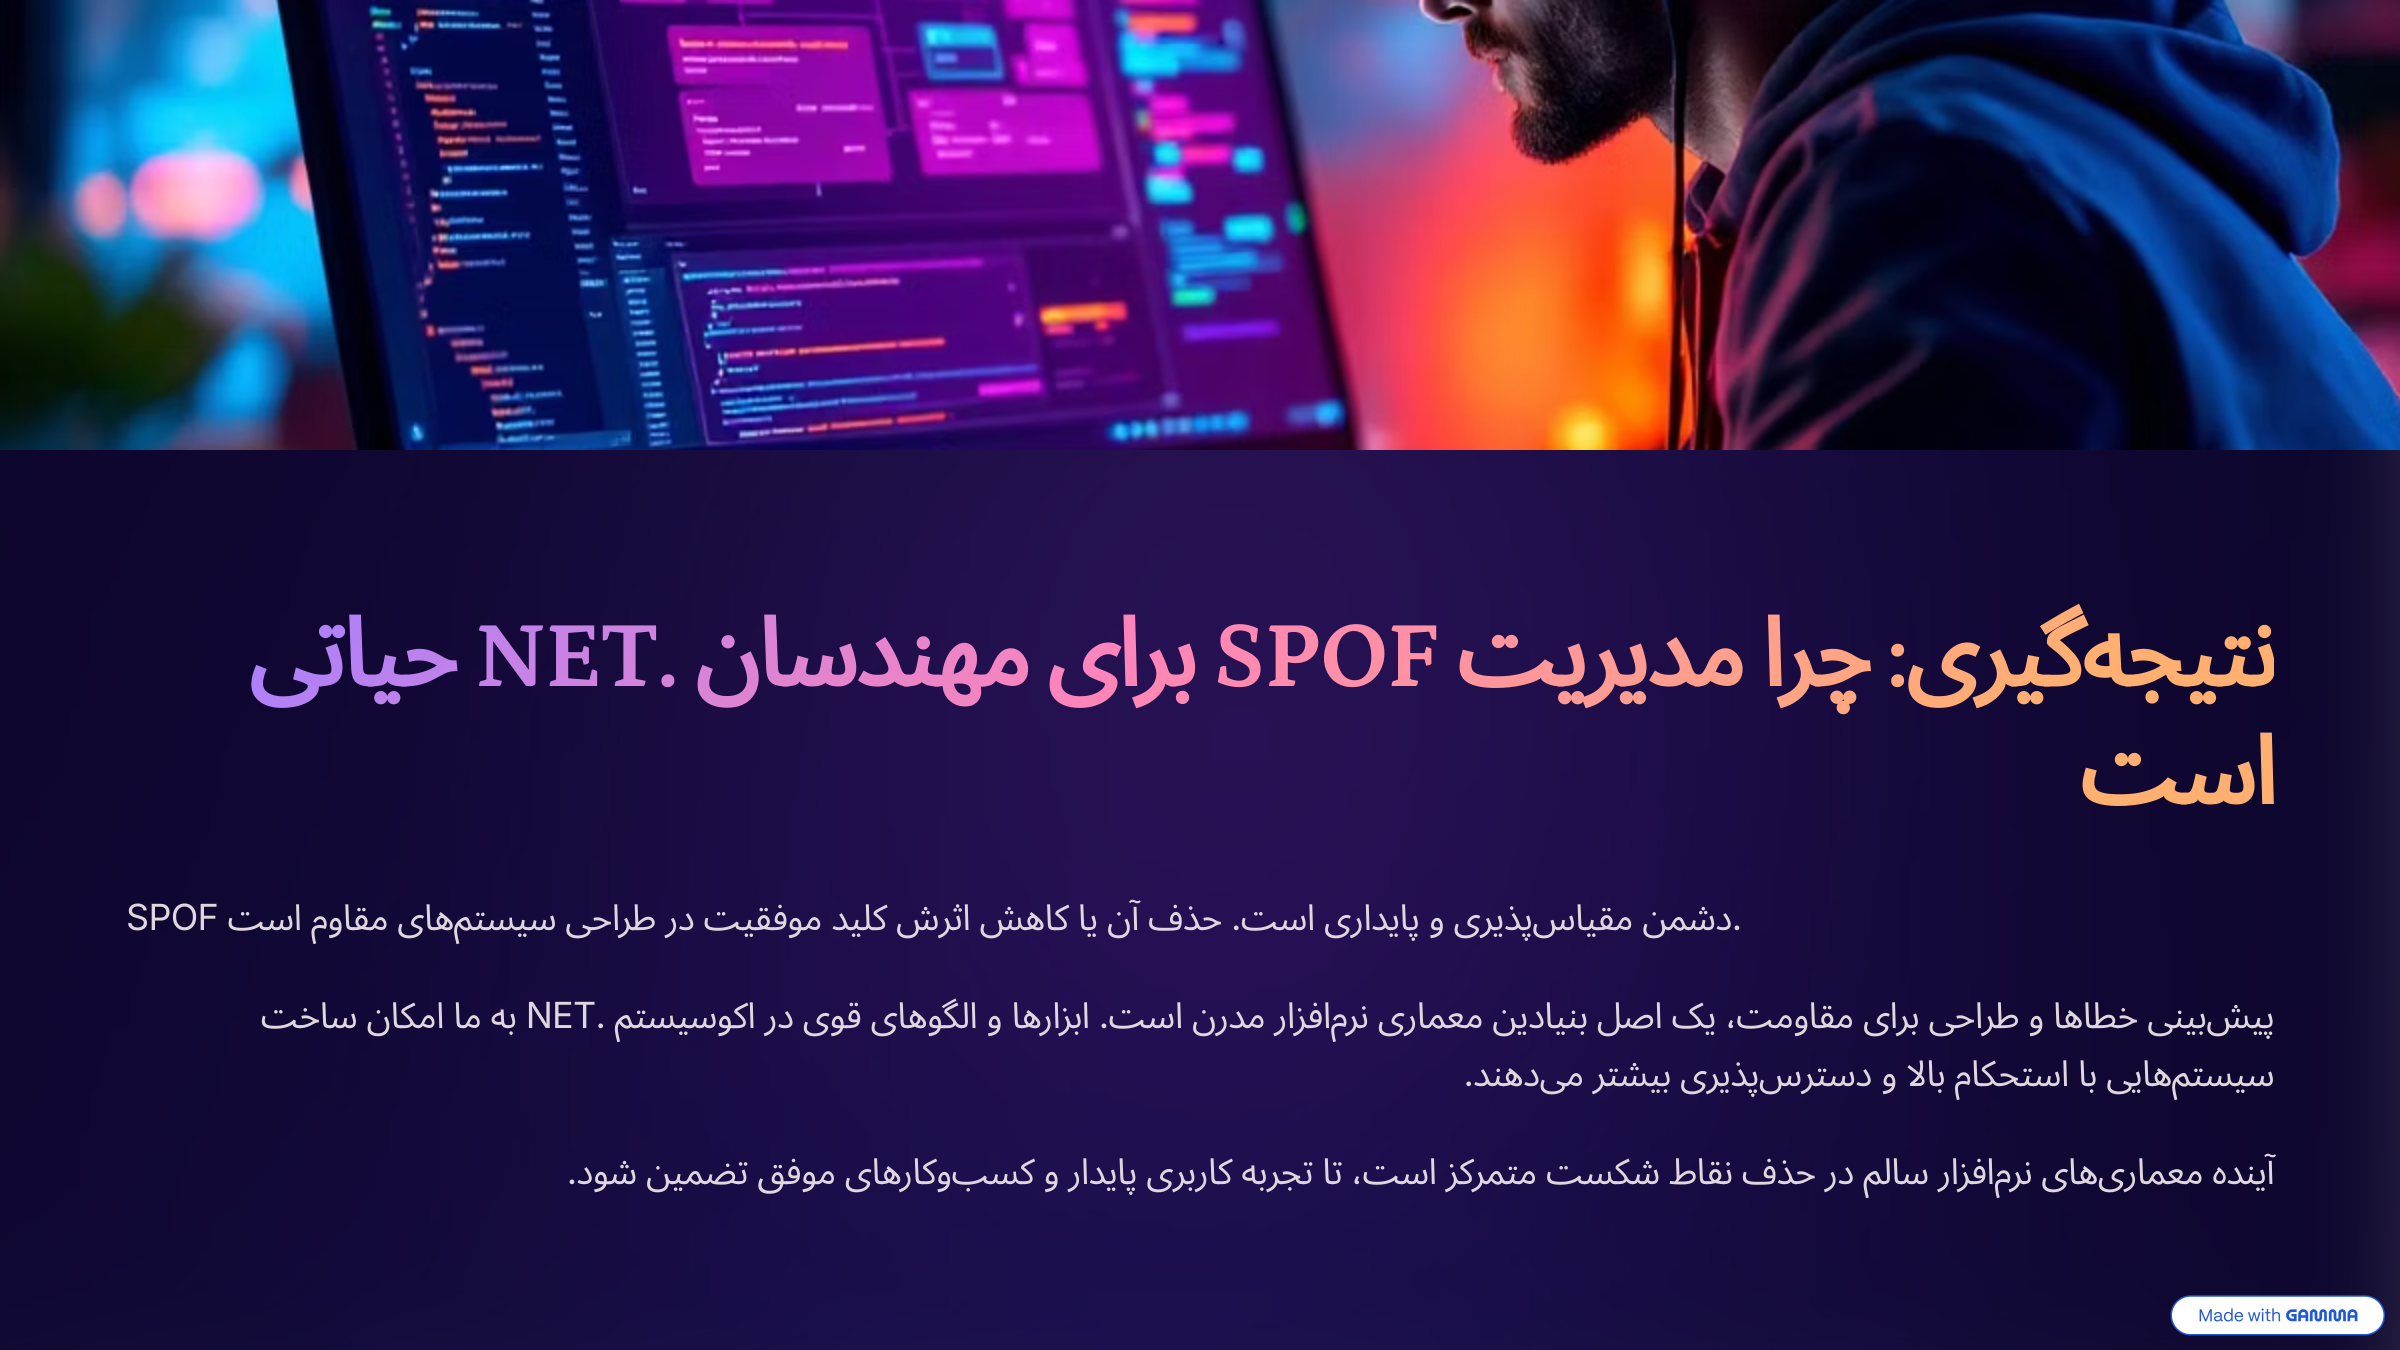 نتیجه‌گیری: چرا مدیریت SPOF برای مهندسان .NET حیاتی
است
SPOF دشمن مقیاس‌پذیری و پایداری است. حذف آن یا کاهش اثرش کلید موفقیت در طراحی سیستم‌های مقاوم است.
پیش‌بینی خطاها و طراحی برای مقاومت، یک اصل بنیادین معماری نرم‌افزار مدرن است. ابزارها و الگوهای قوی در اکوسیستم .NET به ما امکان ساخت
سیستم‌هایی با استحکام بالا و دسترس‌پذیری بیشتر می‌دهند.
آینده معماری‌های نرم‌افزار سالم در حذف نقاط شکست متمرکز است، تا تجربه کاربری پایدار و کسب‌وکارهای موفق تضمین شود.
Made with GAMMA